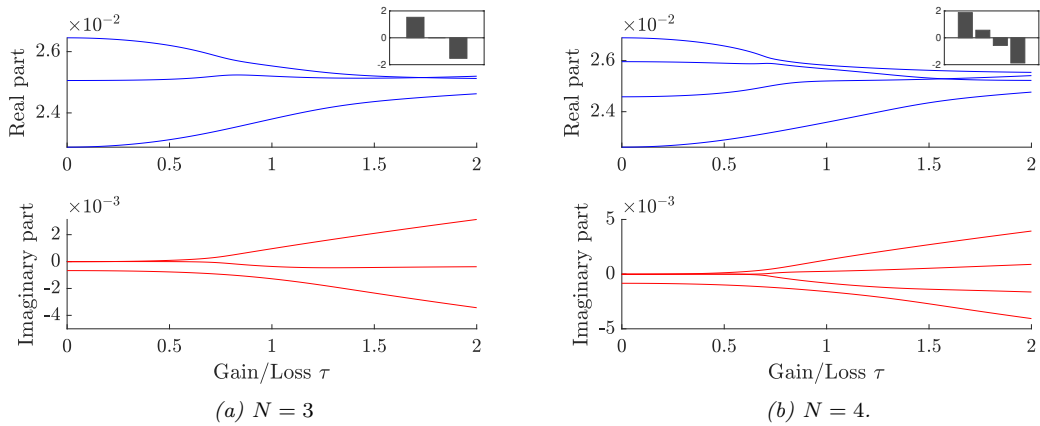 ×10⁻²
2
0
-2
2.6
2.4
Real part
0 0.5 1 1.5 2
×10⁻³
2
0
-2
-4
Imaginary part
0 0.5 1 1.5 2
Gain/Loss τ
(a) N = 3
×10⁻²
2
0
-2
2.6
2.4
Real part
0 0.5 1 1.5 2
×10⁻³
5
0
-5
Imaginary part
0 0.5 1 1.5 2
Gain/Loss τ
(b) N = 4.